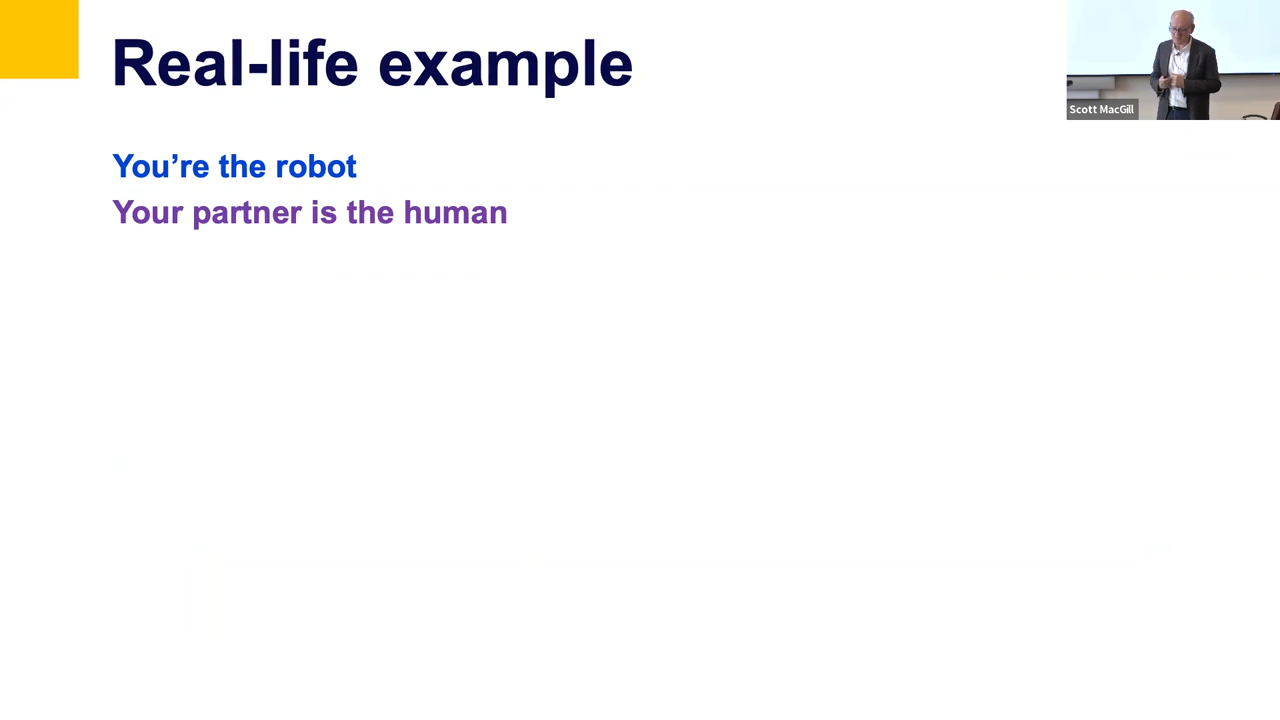 Real-life example
Scott MacGill
You’re the robot
Your partner is the human